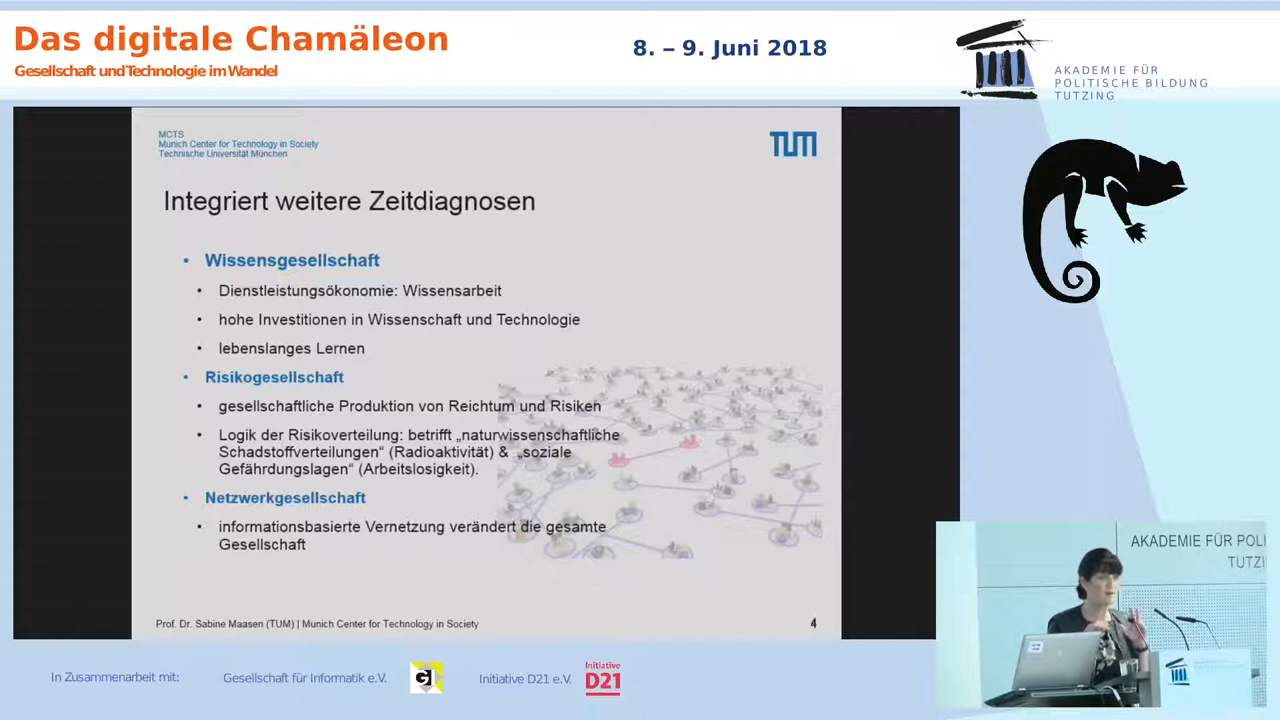 Das digitale Chamäleon
Gesellschaft und Technologie im Wandel
8. – 9. Juni 2018
AKADEMIE FÜR
POLITISCHE BILDUNG
TUTZING
MCTS
Munich Center for Technology in Society
Technische Universität München
TUM
Integriert weitere Zeitdiagnosen
• Wissensgesellschaft
• Dienstleistungsökonomie: Wissensarbeit
• hohe Investitionen in Wissenschaft und Technologie
• lebenslanges Lernen
• Risikogesellschaft
• gesellschaftliche Produktion von Reichtum und Risiken
• Logik der Risikoverteilung: betrifft „naturwissenschaftliche
Schadstoffverteilungen“ (Radioaktivität) & „soziale
Gefährdungslagen“ (Arbeitslosigkeit).
• Netzwerkgesellschaft
• informationsbasierte Vernetzung verändert die gesamte
Gesellschaft
Prof. Dr. Sabine Maasen (TUM) | Munich Center for Technology in Society
4
AKADEMIE FÜR POLI
TUTZI
In Zusammenarbeit mit:
Gesellschaft für Informatik e.V.
GI
Initiative D21 e.V.
Initiative
D21